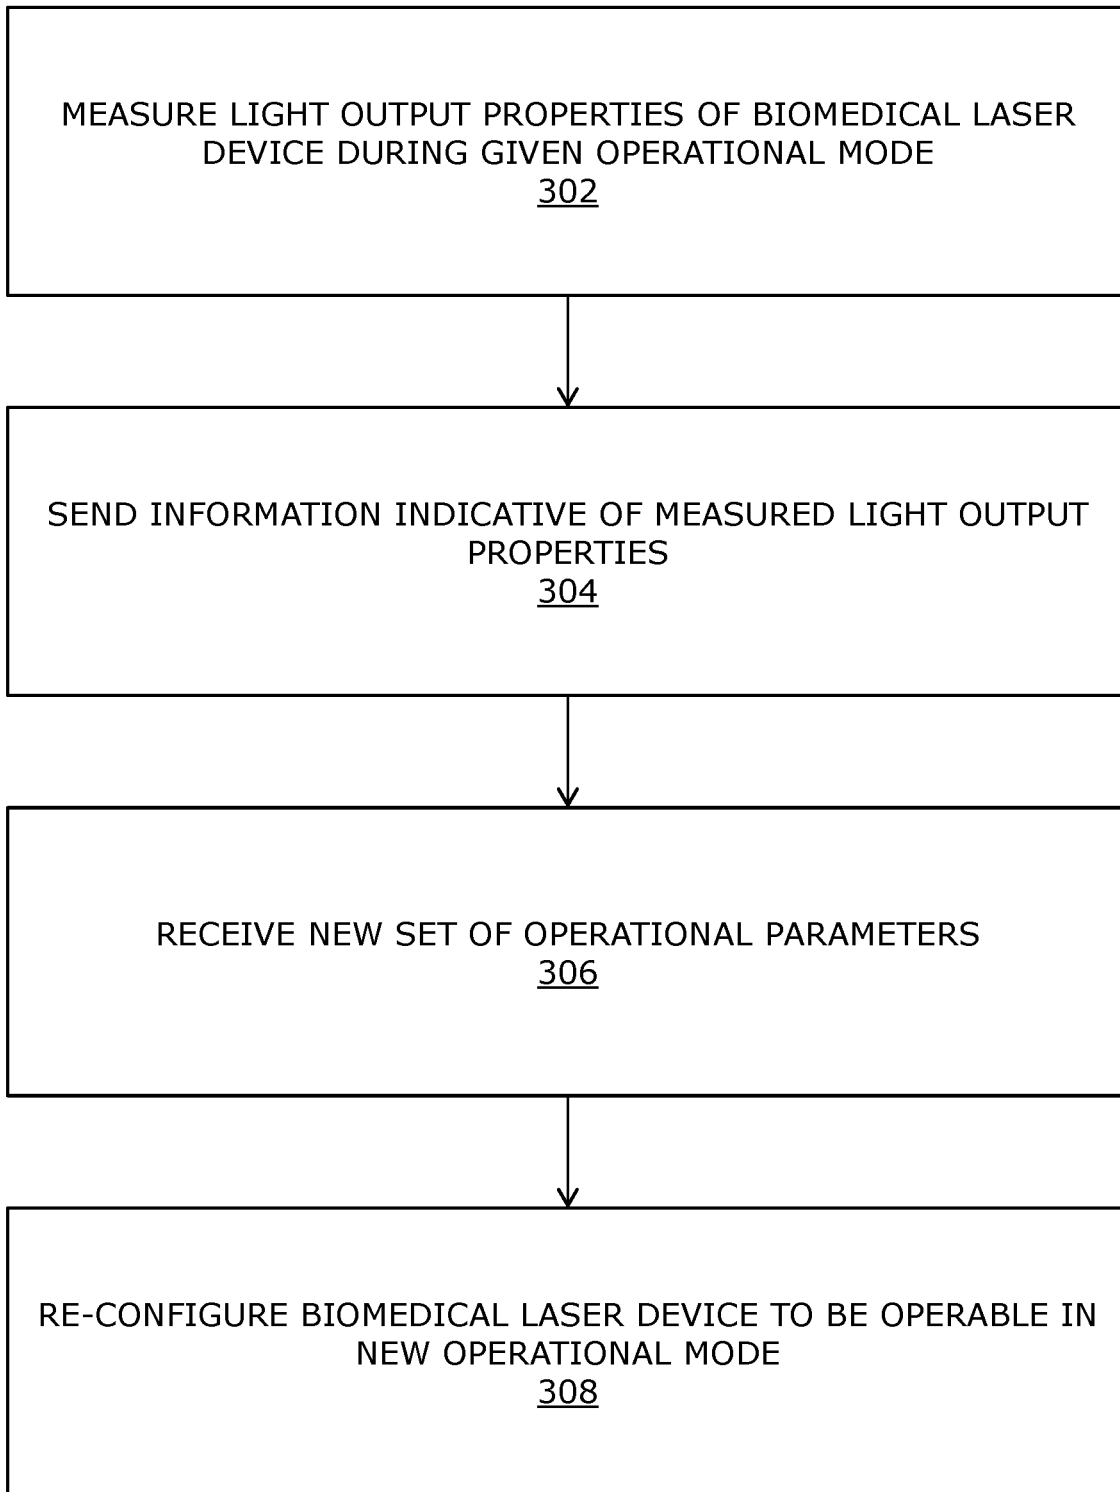 MEASURE LIGHT OUTPUT PROPERTIES OF BIOMEDICAL LASER
DEVICE DURING GIVEN OPERATIONAL MODE
302
SEND INFORMATION INDICATIVE OF MEASURED LIGHT OUTPUT
PROPERTIES
304
RECEIVE NEW SET OF OPERATIONAL PARAMETERS
306
RE-CONFIGURE BIOMEDICAL LASER DEVICE TO BE OPERABLE IN
NEW OPERATIONAL MODE
308